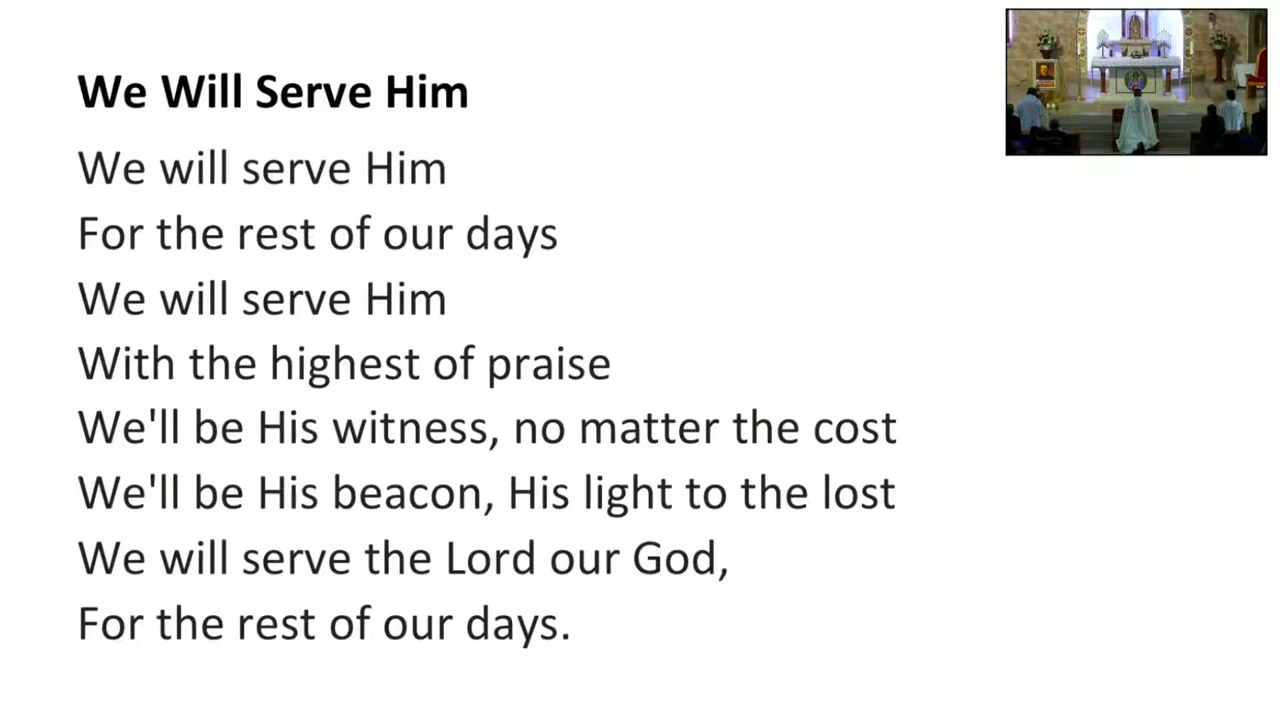 We Will Serve Him
We will serve Him
For the rest of our days
We will serve Him
With the highest of praise
We'll be His witness, no matter the cost
We'll be His beacon, His light to the lost
We will serve the Lord our God,
For the rest of our days.